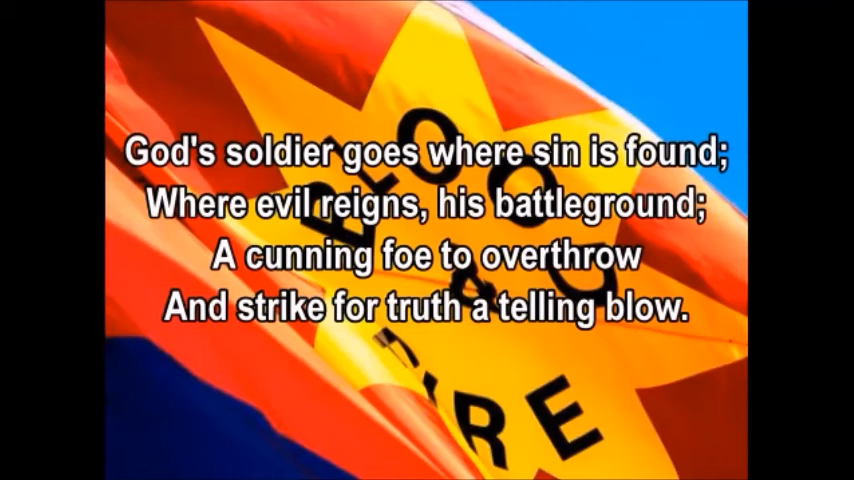 God's soldier goes where sin is found;
Where evil reigns, his battleground;
A cunning foe to overthrow
And strike for truth a telling blow.
BLOOD
&